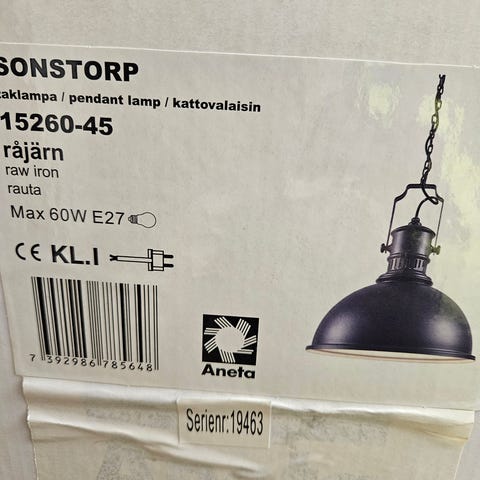 SONSTORP
taklampa / pendant lamp / kattovalaisin
15260-45
råjärn
raw iron
rauta
Max 60W E27
CE KL.I
7 392986 785648
Aneta
Serienr:19463